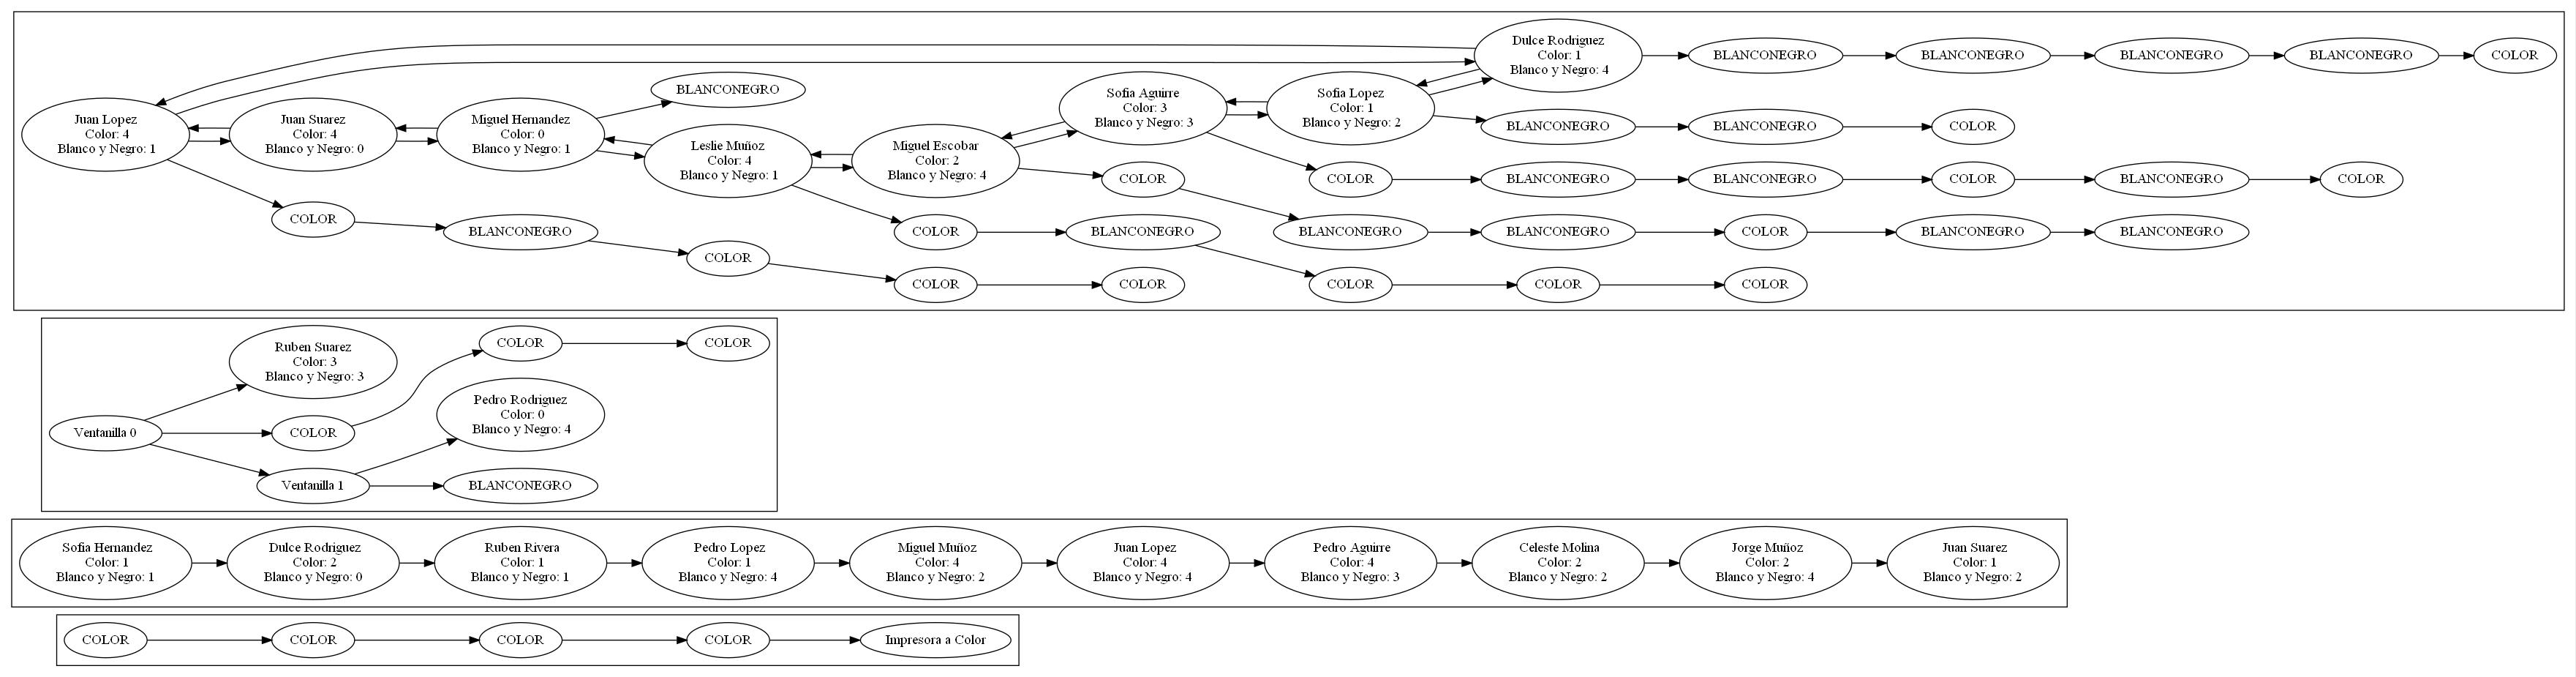 Dulce Rodriguez
Color: 1
Blanco y Negro: 4
BLANCONEGRO
BLANCONEGRO
BLANCONEGRO
BLANCONEGRO
COLOR
BLANCONEGRO
Juan Lopez
Color: 4
Blanco y Negro: 1
Juan Suarez
Color: 4
Blanco y Negro: 0
Miguel Hernandez
Color: 0
Blanco y Negro: 1
Leslie Muñoz
Color: 4
Blanco y Negro: 1
Miguel Escobar
Color: 2
Blanco y Negro: 4
Sofia Aguirre
Color: 3
Blanco y Negro: 3
Sofia Lopez
Color: 1
Blanco y Negro: 2
BLANCONEGRO
BLANCONEGRO
COLOR
COLOR
COLOR
BLANCONEGRO
BLANCONEGRO
COLOR
BLANCONEGRO
COLOR
COLOR
BLANCONEGRO
COLOR
BLANCONEGRO
BLANCONEGRO
BLANCONEGRO
COLOR
BLANCONEGRO
BLANCONEGRO
COLOR
COLOR
COLOR
COLOR
COLOR
COLOR
Ruben Suarez
Color: 3
Blanco y Negro: 3
COLOR
COLOR
Pedro Rodriguez
Color: 0
Blanco y Negro: 4
Ventanilla 0
COLOR
Ventanilla 1
BLANCONEGRO
Sofia Hernandez
Color: 1
Blanco y Negro: 1
Dulce Rodriguez
Color: 2
Blanco y Negro: 0
Ruben Rivera
Color: 1
Blanco y Negro: 1
Pedro Lopez
Color: 1
Blanco y Negro: 4
Miguel Muñoz
Color: 4
Blanco y Negro: 2
Juan Lopez
Color: 4
Blanco y Negro: 4
Pedro Aguirre
Color: 4
Blanco y Negro: 3
Celeste Molina
Color: 2
Blanco y Negro: 2
Jorge Muñoz
Color: 2
Blanco y Negro: 4
Juan Suarez
Color: 1
Blanco y Negro: 2
COLOR
COLOR
COLOR
COLOR
Impresora a Color